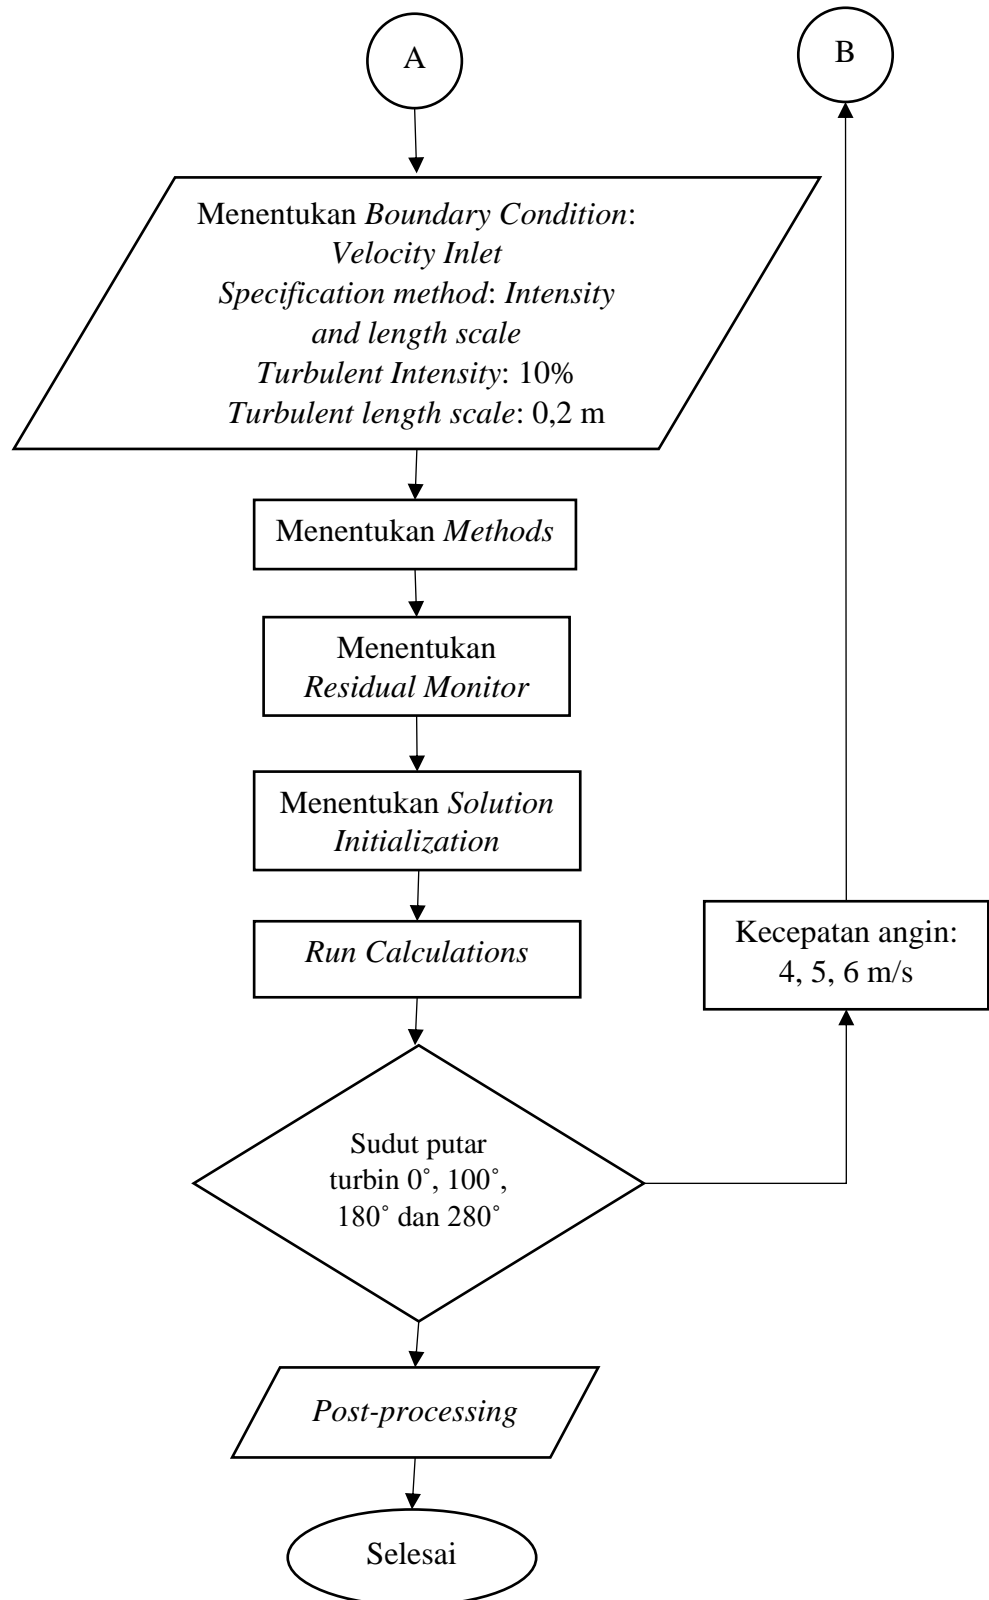 A
B
Menentukan Boundary Condition:
Velocity Inlet
Specification method: Intensity
and length scale
Turbulent Intensity: 10%
Turbulent length scale: 0,2 m
Menentukan Methods
Menentukan
Residual Monitor
Menentukan Solution
Initialization
Run Calculations
Kecepatan angin:
4, 5, 6 m/s
Sudut putar
turbin 0˚, 100˚,
180˚ dan 280˚
Post-processing
Selesai